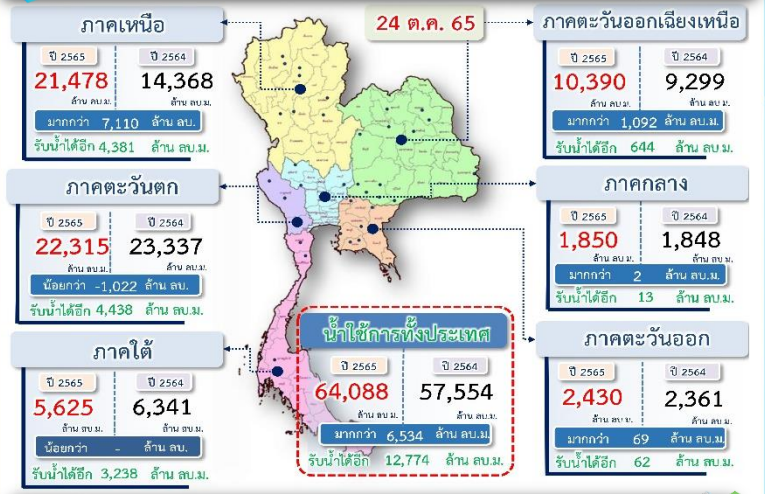 ภาคเหนือ
ปี 2565 ปี 2564
21,478 14,368
ล้าน ลบ.ม. ล้าน ลบ.ม.
มากกว่า 7,110 ล้าน ลบ.
รับน้ำได้อีก 4,381 ล้าน ลบ.ม.
24 ต.ค. 65
ภาคตะวันออกเฉียงเหนือ
ปี 2565 ปี 2564
10,390 9,299
ล้าน ลบ.ม. ล้าน ลบ.ม.
มากกว่า 1,092 ล้าน ลบ.ม.
รับน้ำได้อีก 644 ล้าน ลบ.ม.
ภาคตะวันตก
ปี 2565 ปี 2564
22,315 23,337
ล้าน ลบ.ม. ล้าน ลบ.ม.
น้อยกว่า -1,022 ล้าน ลบ.
รับน้ำได้อีก 4,438 ล้าน ลบ.ม.
ภาคกลาง
ปี 2565 ปี 2564
1,850 1,848
ล้าน ลบ.ม. ล้าน ลบ.ม.
มากกว่า 2 ล้าน ลบ.ม.
รับน้ำได้อีก 13 ล้าน ลบ.ม.
ภาคใต้
ปี 2565 ปี 2564
5,625 6,341
ล้าน ลบ.ม. ล้าน ลบ.ม.
น้อยกว่า - ล้าน ลบ.
รับน้ำได้อีก 3,238 ล้าน ลบ.ม.
น้ำใช้การทั้งประเทศ
ปี 2565 ปี 2564
64,088 57,554
ล้าน ลบ.ม. ล้าน ลบ.ม.
มากกว่า 6,534 ล้าน ลบ.ม.
รับน้ำได้อีก 12,774 ล้าน ลบ.ม.
ภาคตะวันออก
ปี 2565 ปี 2564
2,430 2,361
ล้าน ลบ.ม. ล้าน ลบ.ม.
มากกว่า 69 ล้าน ลบ.ม.
รับน้ำได้อีก 62 ล้าน ลบ.ม.